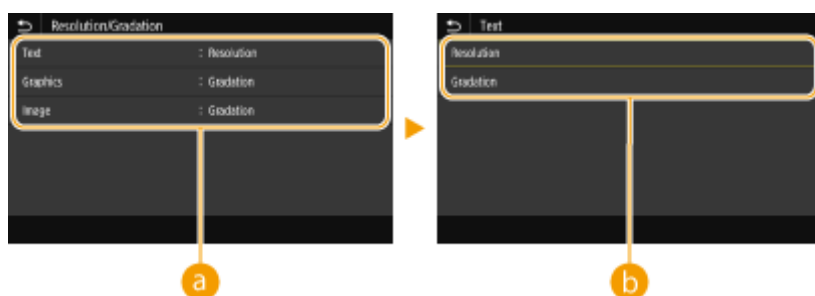 Resolution/Gradation
Text : Resolution
Graphics : Gradation
Image : Gradation
a
Text
Resolution
Gradation
b